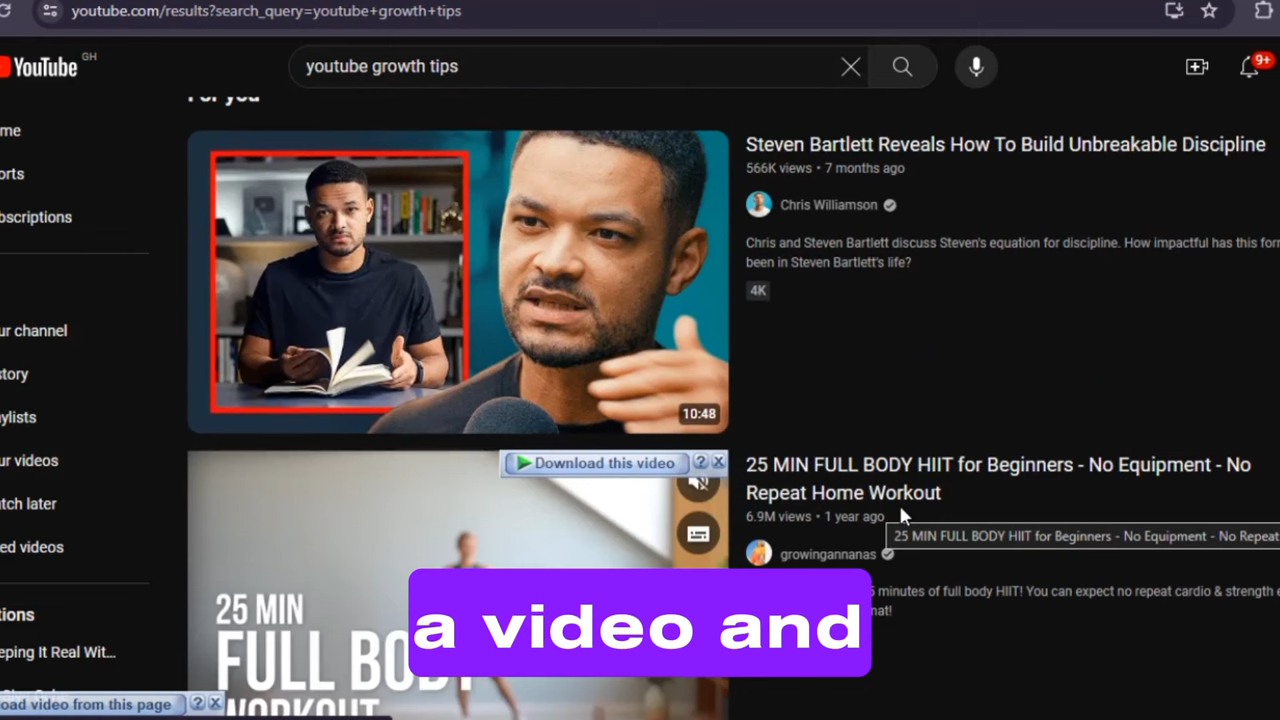 youtube.com/results?search_query=youtube+growth+tips
YouTube GH
youtube growth tips
9+
For you
me
orts
bscriptions
ur channel
story
ylists
ur videos
tch later
ed videos
tions
eping It Real Wit...
10:48
Steven Bartlett Reveals How To Build Unbreakable Discipline
566K views • 7 months ago
Chris Williamson
Chris and Steven Bartlett discuss Steven's equation for discipline. How impactful has this for
been in Steven Bartlett's life?
4K
Download this video ? X
25 MIN
FULL BODY
WORKOUT
25 MIN FULL BODY HIIT for Beginners - No Equipment - No
Repeat Home Workout
6.9M views • 1 year ago
25 MIN FULL BODY HIIT for Beginners - No Equipment - No Repeat
growingannanas
5 minutes of full body HIIT! You can expect no repeat cardio & strength e
nat!
a video and
oad video from this page ? X